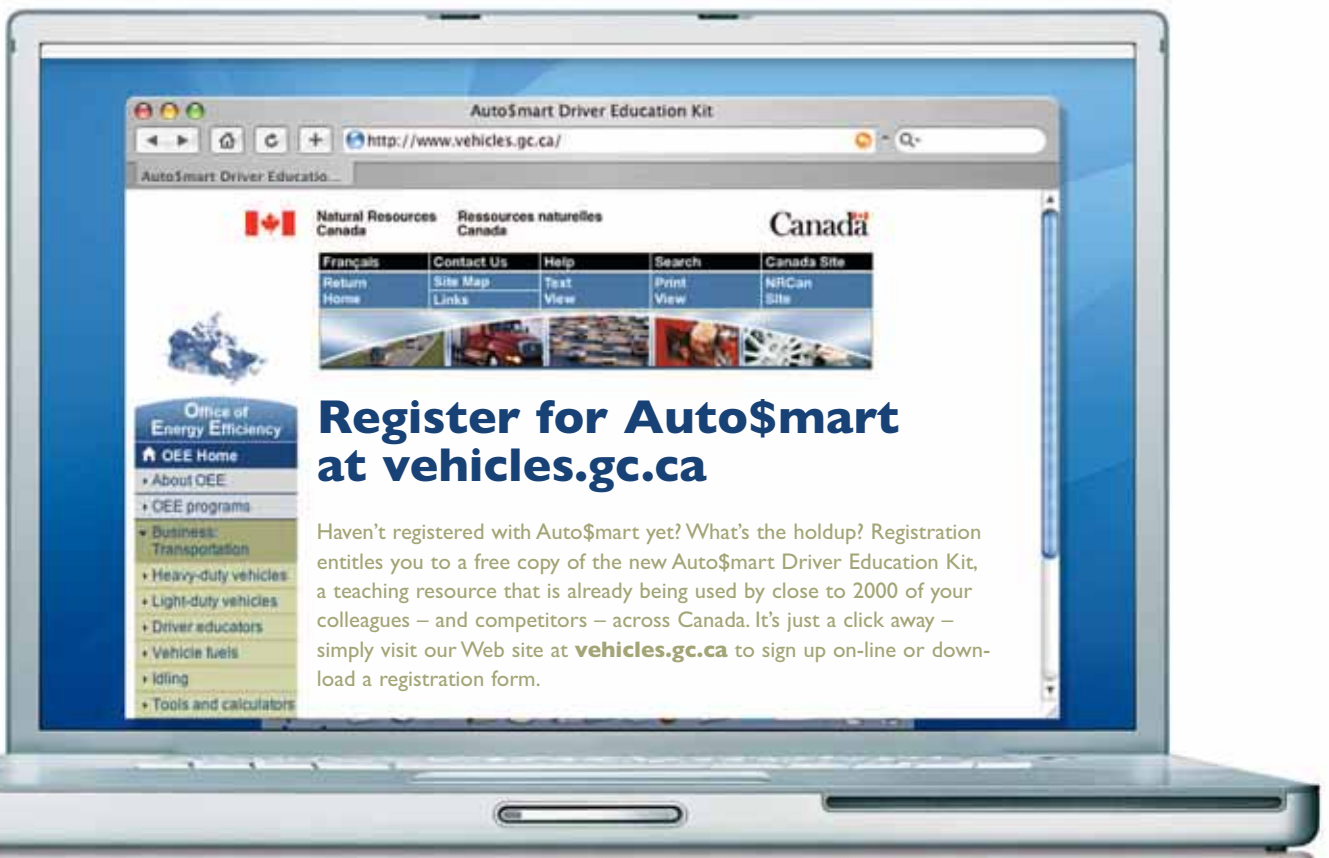 Auto$mart Driver Education Kit
http://www.vehicles.gc.ca/
Auto$mart Driver Educatio...
Natural Resources Canada
Ressources naturelles Canada
Canada
Français Contact Us Help Search Canada Site
Return Home
Site Map
Links
Text View
Print View
NRCan Site
Office of
Energy Efficiency
OEE Home
About OEE
OEE programs
Business:
Transportation
Heavy-duty vehicles
Light-duty vehicles
Driver educators
Vehicle fuels
Idling
Tools and calculators
Register for Auto$mart
at vehicles.gc.ca
Haven't registered with Auto$mart yet? What's the holdup? Registration
entitles you to a free copy of the new Auto$mart Driver Education Kit,
a teaching resource that is already being used by close to 2000 of your
colleagues – and competitors – across Canada. It's just a click away –
simply visit our Web site at vehicles.gc.ca to sign up on-line or down-
load a registration form.